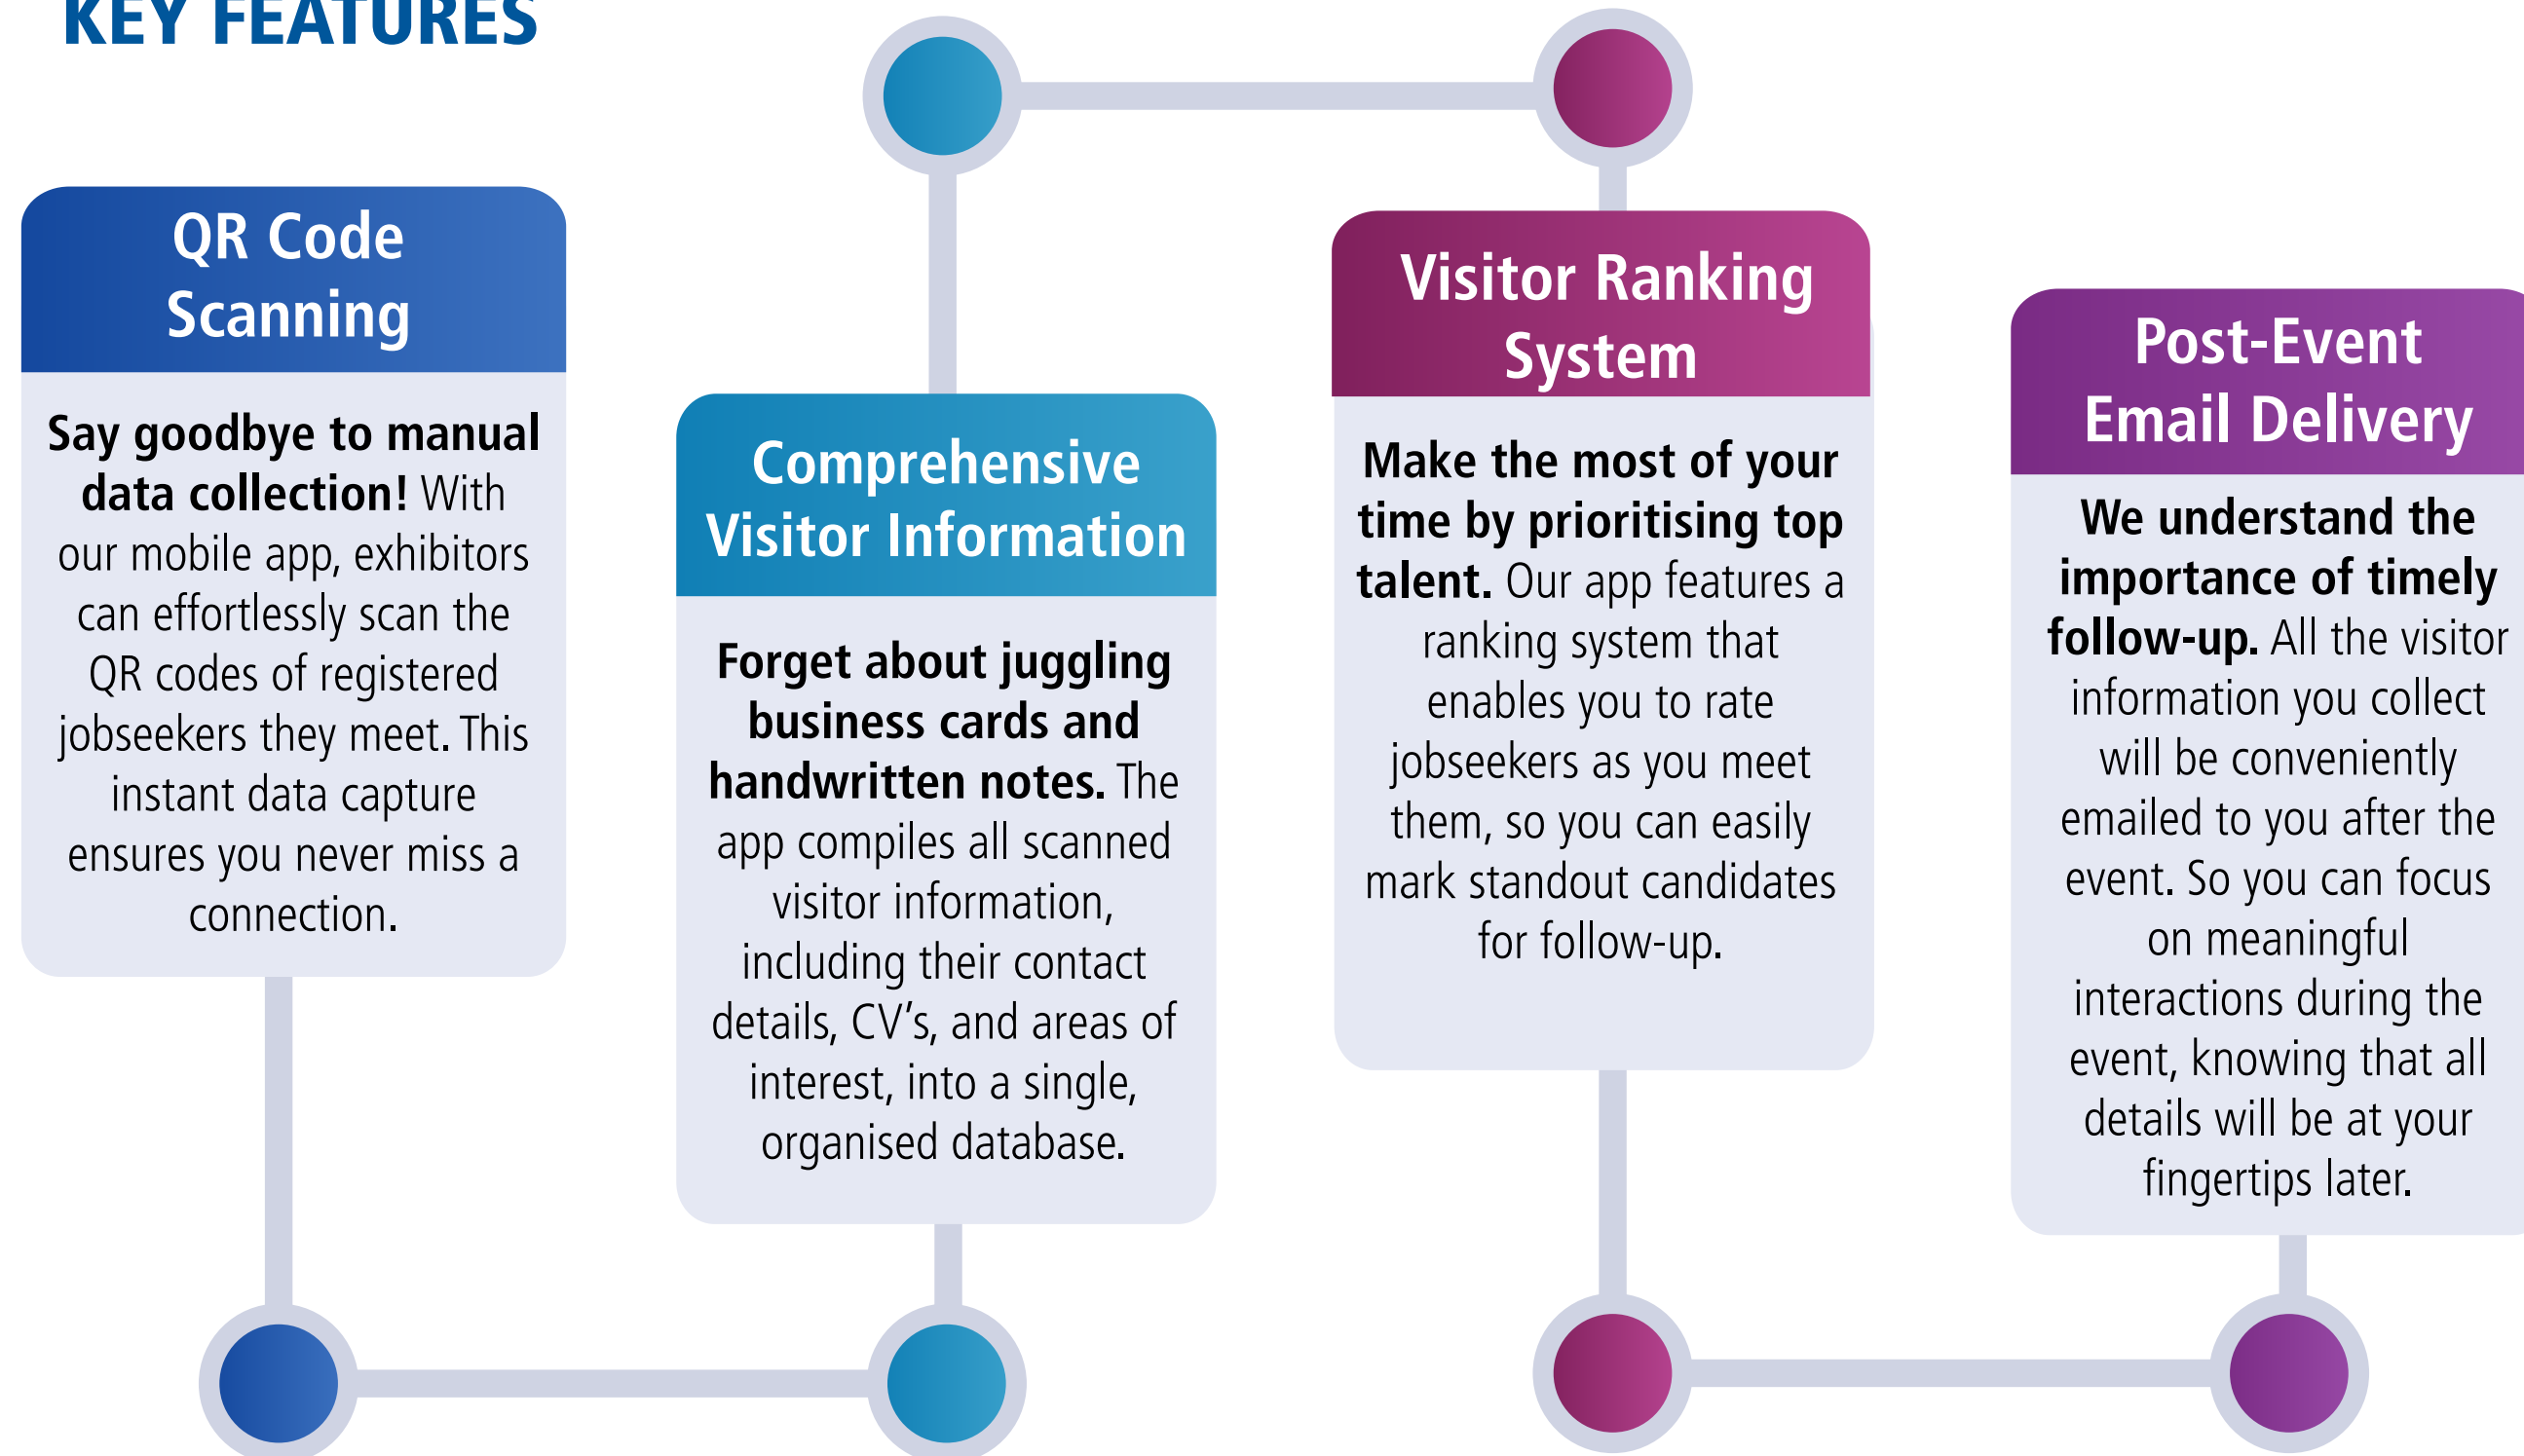 KEY FEATURES
QR Code
Scanning
Say goodbye to manual
data collection! With
our mobile app, exhibitors
can effortlessly scan the
QR codes of registered
jobseekers they meet. This
instant data capture
ensures you never miss a
connection.
Comprehensive
Visitor Information
Forget about juggling
business cards and
handwritten notes. The
app compiles all scanned
visitor information,
including their contact
details, CV’s, and areas of
interest, into a single,
organised database.
Visitor Ranking
System
Make the most of your
time by prioritising top
talent. Our app features a
ranking system that
enables you to rate
jobseekers as you meet
them, so you can easily
mark standout candidates
for follow-up.
Post-Event
Email Delivery
We understand the
importance of timely
follow-up. All the visitor
information you collect
will be conveniently
emailed to you after the
event. So you can focus
on meaningful
interactions during the
event, knowing that all
details will be at your
fingertips later.